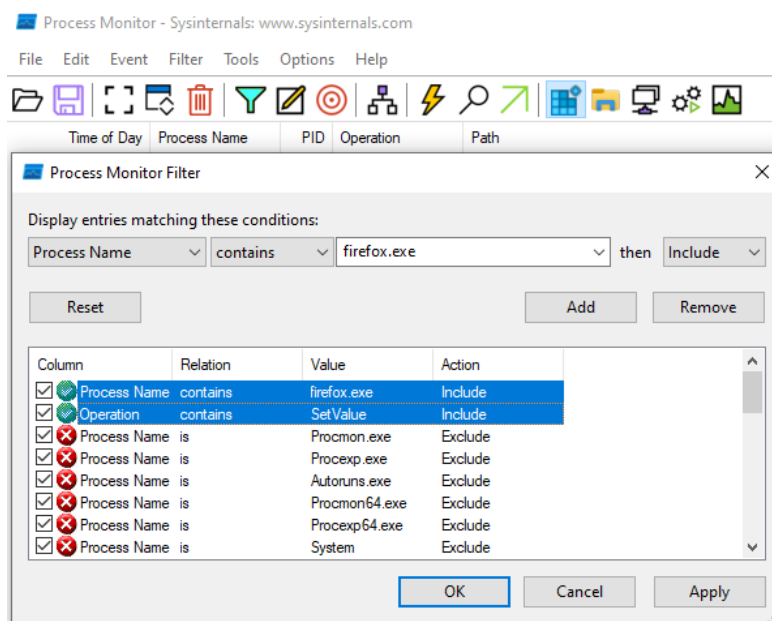 Process Monitor - Sysinternals: www.sysinternals.com
File Edit Event Filter Tools Options Help
Time of Day Process Name PID Operation Path
Process Monitor Filter
Display entries matching these conditions:
Process Name contains firefox.exe then Include
Reset Add Remove
Column Relation Value Action
Process Name contains firefox.exe Include
Operation contains SetValue Include
Process Name is Procmon.exe Exclude
Process Name is Procexp.exe Exclude
Process Name is Autoruns.exe Exclude
Process Name is Procmon64.exe Exclude
Process Name is Procexp64.exe Exclude
Process Name is System Exclude
OK Cancel Apply